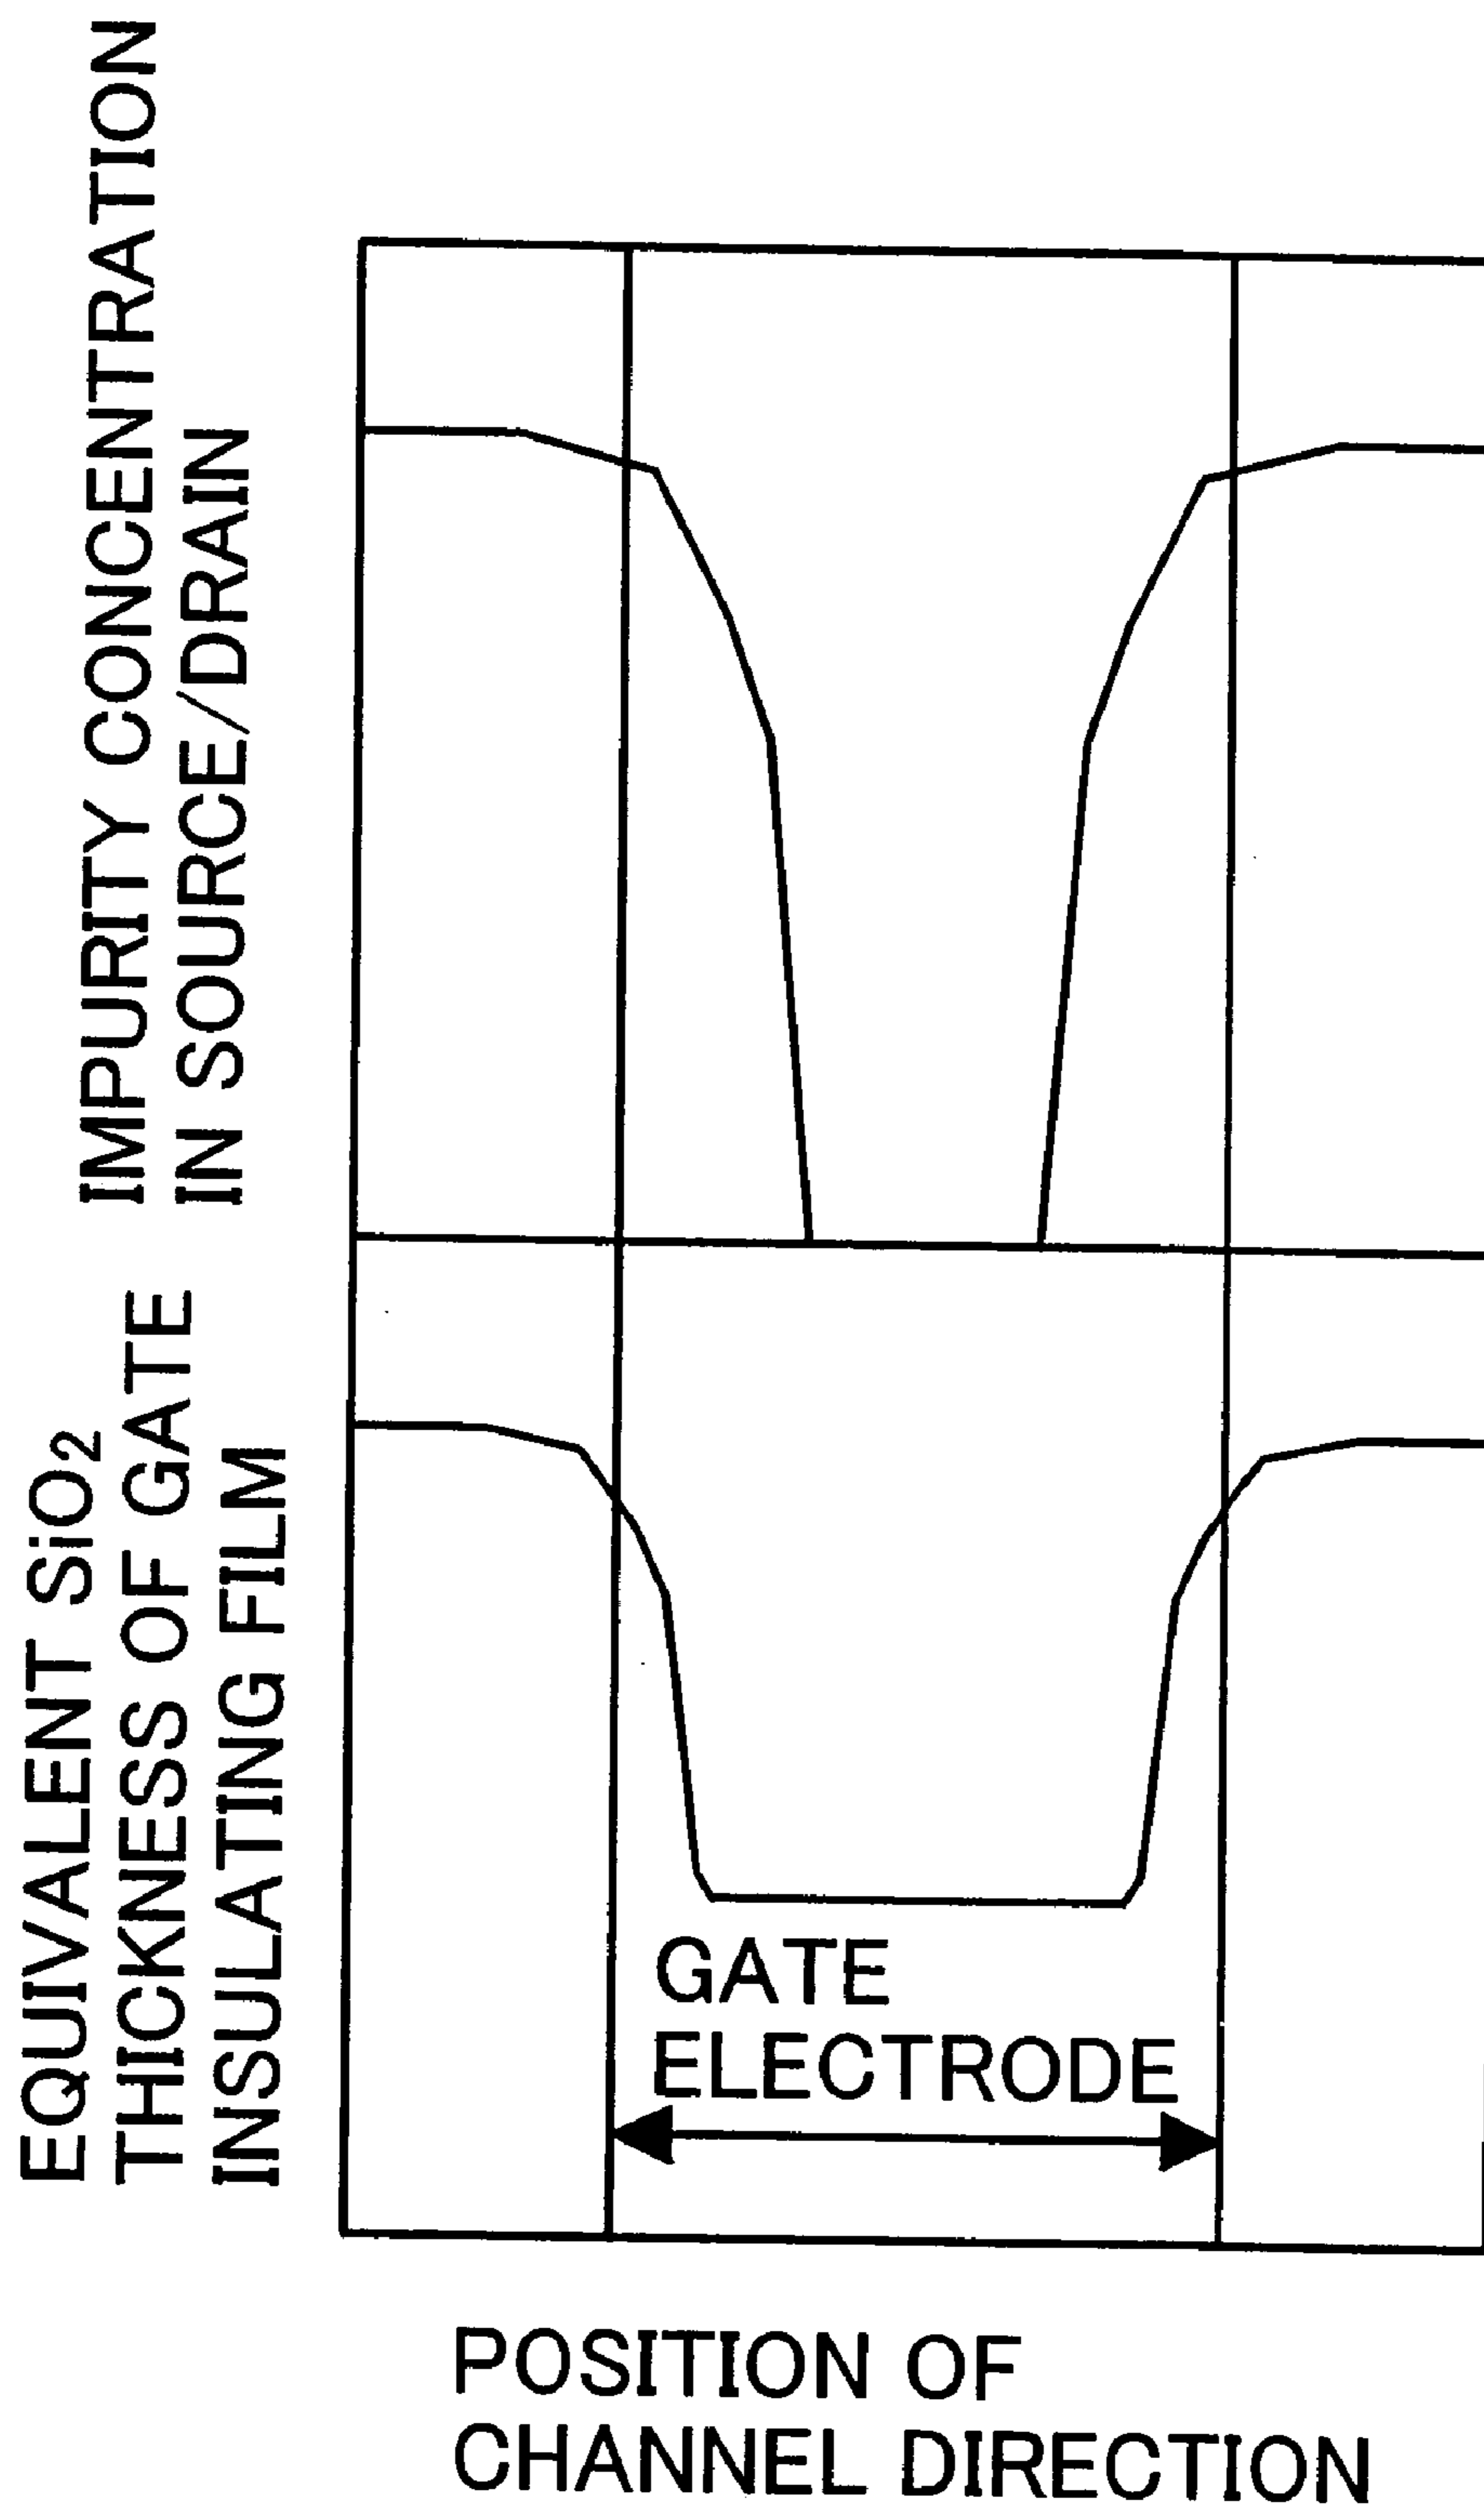 IMPURITY CONCENTRATION
IN SOURCE/DRAIN
EQUIVALENT SiO2
THICKNESS OF GATE
INSULATING FILM
GATE
ELECTRODE
POSITION OF
CHANNEL DIRECTION